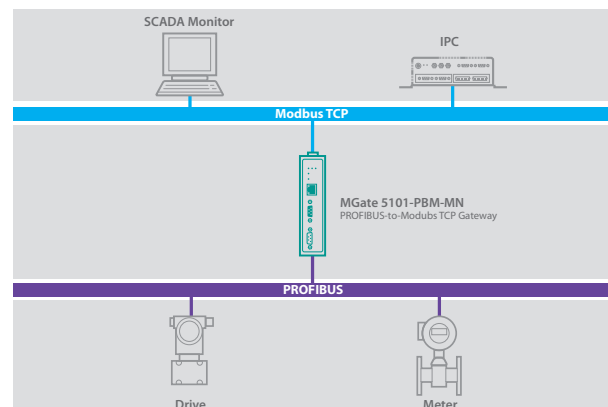 SCADA Monitor
IPC
Modbus TCP
MGate 5101-PBM-MN
PROFIBUS-to-Modubs TCP Gateway
PROFIBUS
Drive
Meter